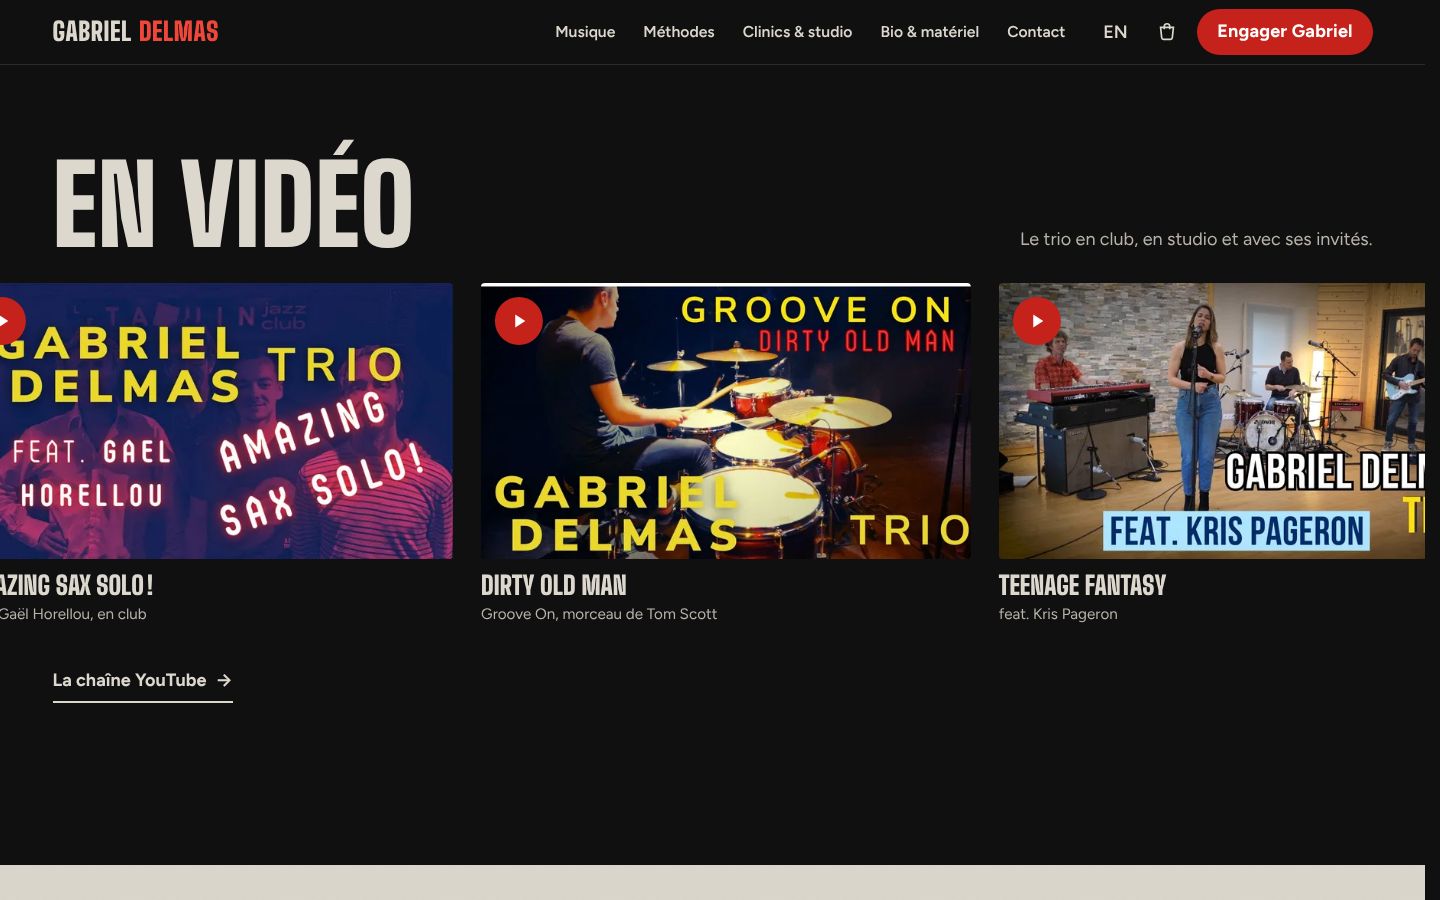 GABRIEL DELMAS
Musique
Méthodes
Clinics & studio
Bio & matériel
Contact
EN
Engager Gabriel
EN VIDÉO
Le trio en club, en studio et avec ses invités.
jazz
club
GABRIEL
DELMAS
TRIO
FEAT. GAEL
HORELLOU
AMAZING
SAX SOLO!
AZING SAX SOLO !
Gaël Horellou, en club
GROOVE ON
DIRTY OLD MAN
GABRIEL
DELMAS
TRIO
DIRTY OLD MAN
Groove On, morceau de Tom Scott
GABRIEL DELM
FEAT. KRIS PAGERON
TEENAGE FANTASY
feat. Kris Pageron
La chaîne YouTube →